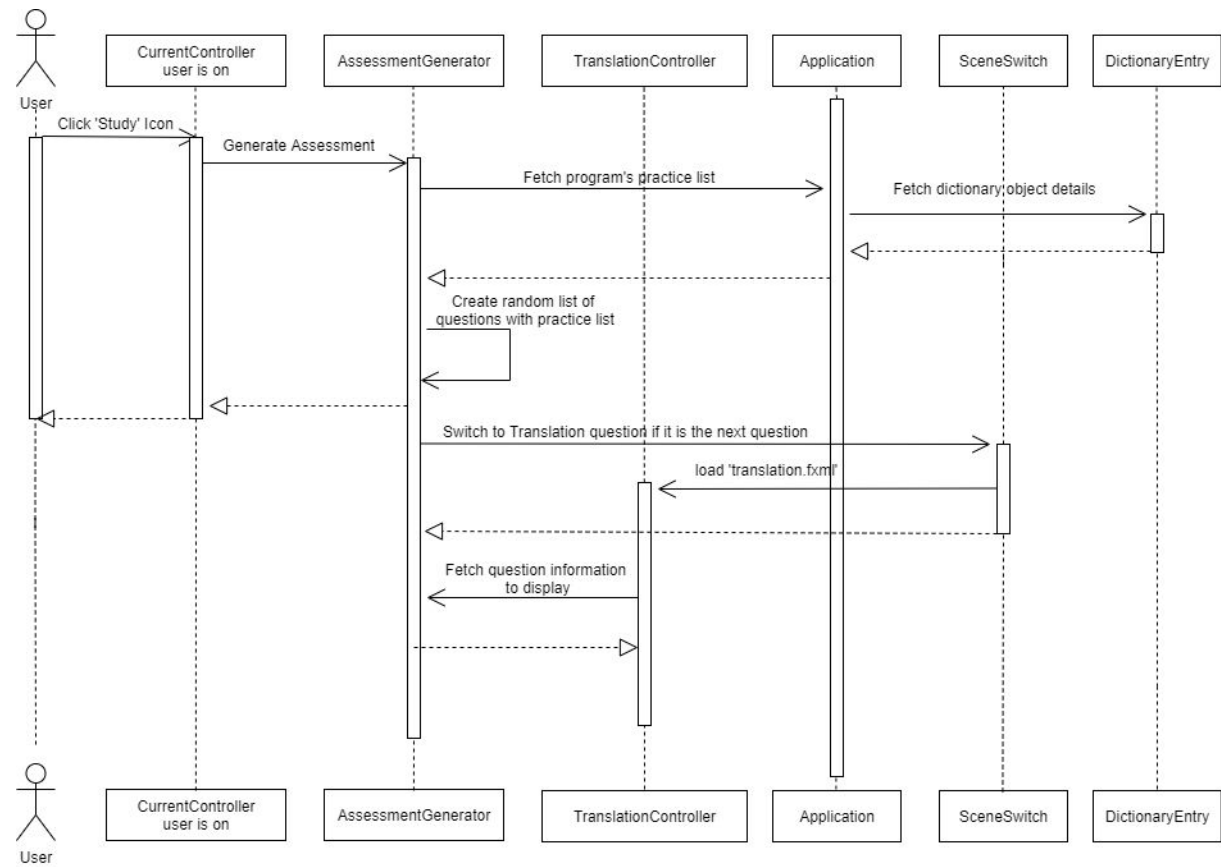 CurrentController
user is on
AssessmentGenerator
TranslationController
Application
SceneSwitch
DictionaryEntry
User
Click 'Study' Icon
Generate Assessment
Fetch program's practice list
Fetch dictionary object details
Create random list of
questions with practice list
Switch to Translation question if it is the next question
load 'translation.fxml'
Fetch question information
to display
CurrentController
user is on
AssessmentGenerator
TranslationController
Application
SceneSwitch
DictionaryEntry
User